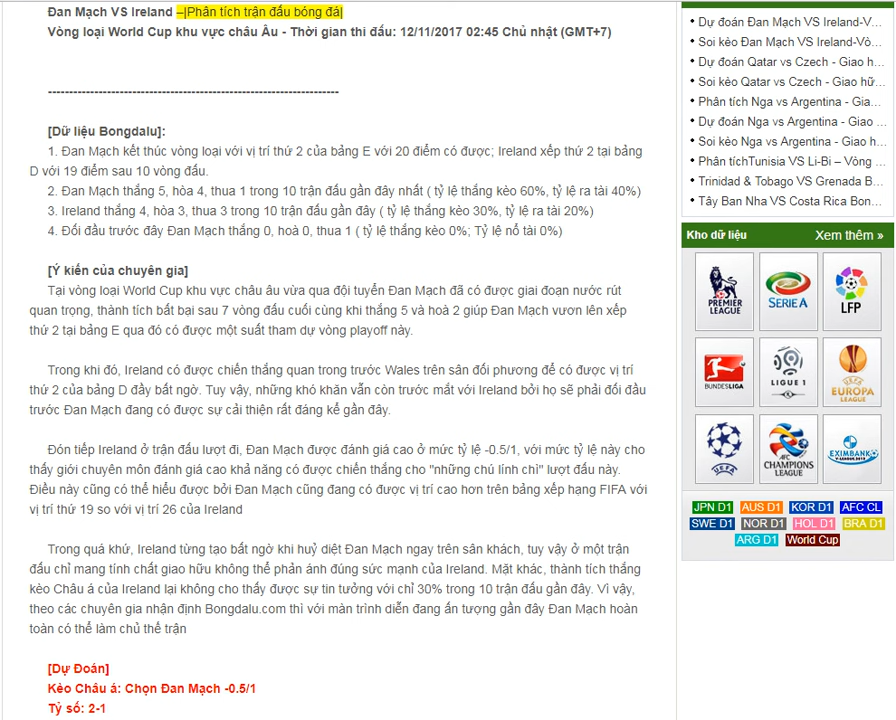 Đan Mạch VS Ireland –|Phân tích trận đấu bóng đá|
Vòng loại World Cup khu vực châu Âu - Thời gian thi đấu: 12/11/2017 02:45 Chủ nhật (GMT+7)
--------------------------------------------------------------------
[Dữ liệu Bongdalu]:
1. Đan Mạch kết thúc vòng loại với vị trí thứ 2 của bảng E với 20 điểm có được; Ireland xếp thứ 2 tại bảng
D với 19 điểm sau 10 vòng đấu.
2. Đan Mạch thắng 5, hòa 4, thua 1 trong 10 trận đấu gần đây nhất ( tỷ lệ thắng kèo 60%, tỷ lệ ra tài 40%)
3. Ireland thắng 4, hòa 3, thua 3 trong 10 trận đấu gần đây ( tỷ lệ thắng kèo 30%, tỷ lệ ra tài 20%)
4. Đối đầu trước đây Đan Mạch thắng 0, hoà 0, thua 1 ( tỷ lệ thắng kèo 0%; Tỷ lệ nổ tài 0%)
[Ý kiến của chuyên gia]
Tại vòng loại World Cup khu vực châu âu vừa qua đội tuyển Đan Mạch đã có được giai đoạn nước rút
quan trọng, thành tích bất bại sau 7 vòng đấu cuối cùng khi thắng 5 và hoà 2 giúp Đan Mạch vươn lên xếp
thứ 2 tại bảng E qua đó có được một suất tham dự vòng playoff này.
Trong khi đó, Ireland có được chiến thắng quan trong trước Wales trên sân đối phương để có được vị trí
thứ 2 của bảng D đầy bất ngờ. Tuy vậy, những khó khăn vẫn còn trước mắt với Ireland bởi họ sẽ phải đối đầu
trước Đan Mạch đang có được sự cải thiện rất đáng kể gần đây.
Đón tiếp Ireland ở trận đấu lượt đi, Đan Mạch được đánh giá cao ở mức tỷ lệ -0.5/1, với mức tỷ lệ này cho
thấy giới chuyên môn đánh giá cao khả năng có được chiến thắng cho "những chú lính chì" lượt đấu này.
Điều này cũng có thể hiểu được bởi Đan Mạch cũng đang có được vị trí cao hơn trên bảng xếp hạng FIFA với
vị trí thứ 19 so với vị trí 26 của Ireland
Trong quá khứ, Ireland từng tạo bất ngờ khi huỷ diệt Đan Mạch ngay trên sân khách, tuy vậy ở một trận
đấu chỉ mang tính chất giao hữu không thể phản ánh đúng sức mạnh của Ireland. Mặt khác, thành tích thắng
kèo Châu á của Ireland lại không cho thấy được sự tin tưởng với chỉ 30% trong 10 trận đấu gần đây. Vì vậy,
theo các chuyên gia nhận định Bongdalu.com thì với màn trình diễn đang ấn tượng gần đây Đan Mạch hoàn
toàn có thể làm chủ thế trận
[Dự Đoán]
Kèo Châu á: Chọn Đan Mạch -0.5/1
Tỷ số: 2-1
Dự đoán Đan Mạch VS Ireland-V...
Soi kèo Đan Mạch VS Ireland-Vò...
Dự đoán Qatar vs Czech - Giao h...
Soi kèo Qatar vs Czech - Giao hữ...
Phân tích Nga vs Argentina - Gia...
Dự đoán Nga vs Argentina - Giao ...
Soi kèo Nga vs Argentina - Giao h...
Phân tíchTunisia VS Li-Bi – Vòng ...
Trinidad & Tobago VS Grenada B...
Tây Ban Nha VS Costa Rica Bon...
Kho dữ liệu Xem thêm »
PREMIER LEAGUE
SERIE A
LFP
BUNDESLIGA
LIGUE 1
UEFA EUROPA LEAGUE
UEFA
AFC CHAMPIONS LEAGUE
EXIMBANK
JPN D1 AUS D1 KOR D1 AFC CL
SWE D1 NOR D1 HOL D1 BRA D1
ARG D1 World Cup